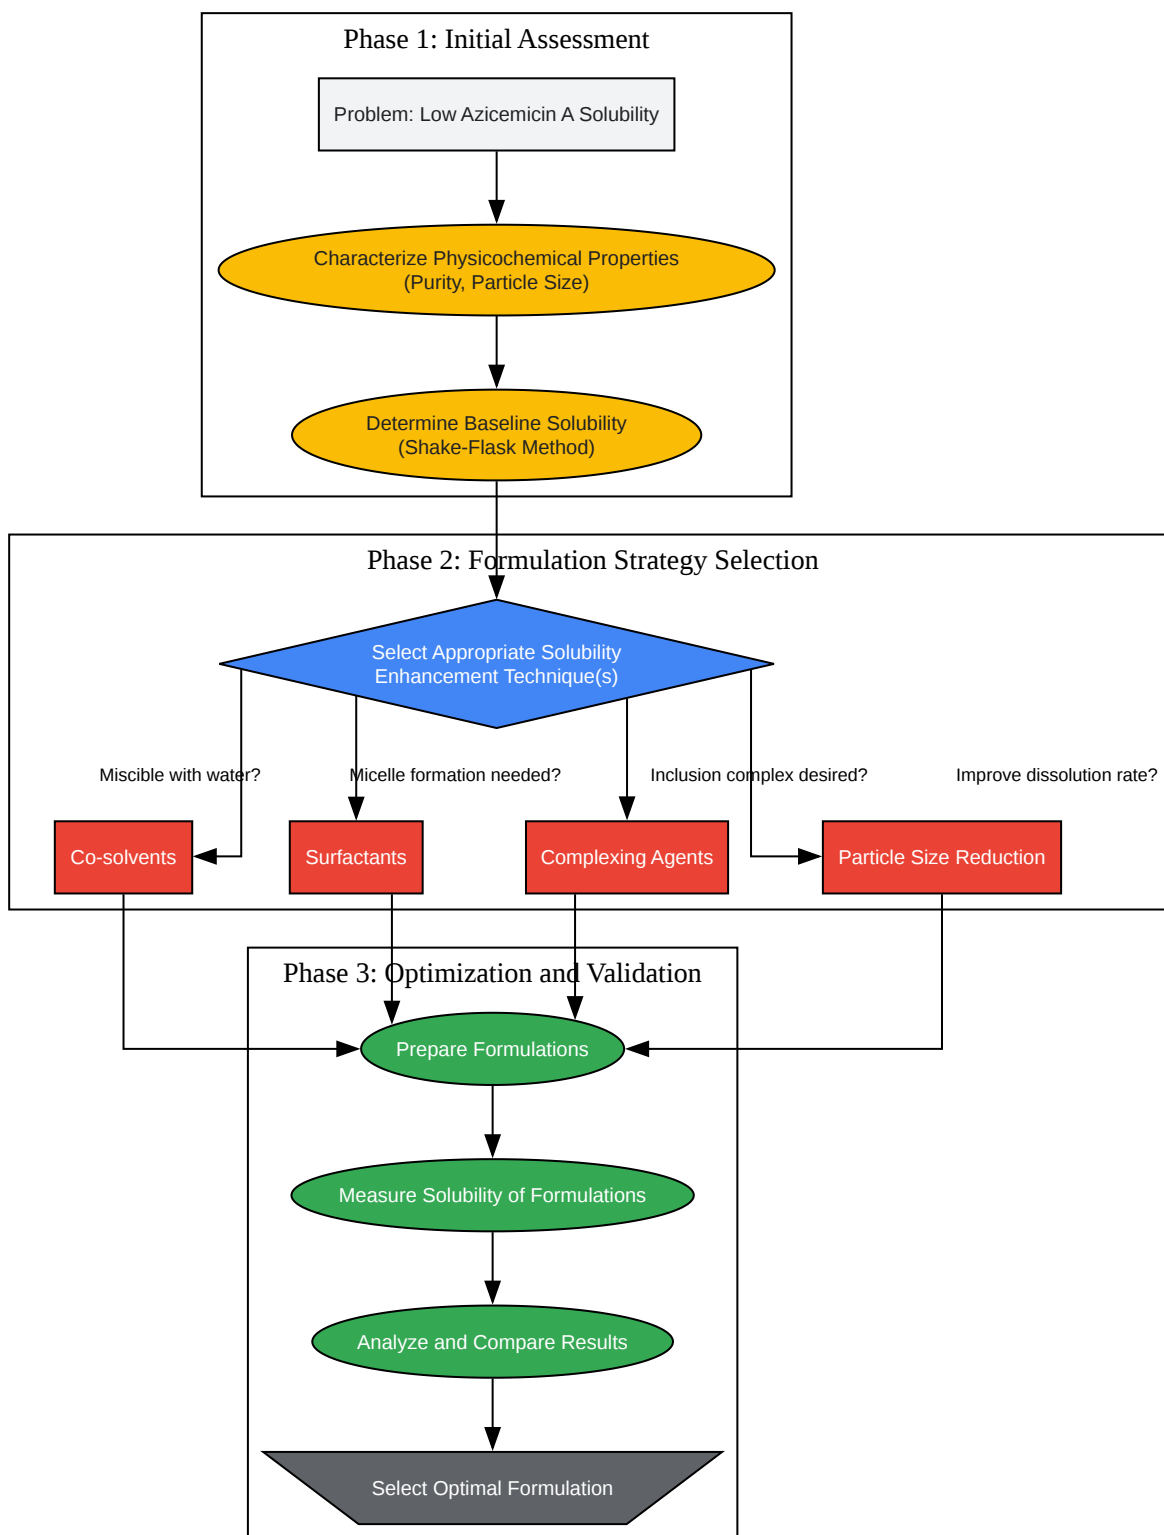 Phase 1: Initial Assessment
Problem: Low Azicemicin A Solubility
Characterize Physicochemical Properties
(Purity, Particle Size)
Determine Baseline Solubility
(Shake-Flask Method)
Phase 2: Formulation Strategy Selection
Select Appropriate Solubility
Enhancement Technique(s)
Miscible with water?
Micelle formation needed?
Inclusion complex desired?
Improve dissolution rate?
Co-solvents
Surfactants
Complexing Agents
Particle Size Reduction
Phase 3: Optimization and Validation
Prepare Formulations
Measure Solubility of Formulations
Analyze and Compare Results
Select Optimal Formulation